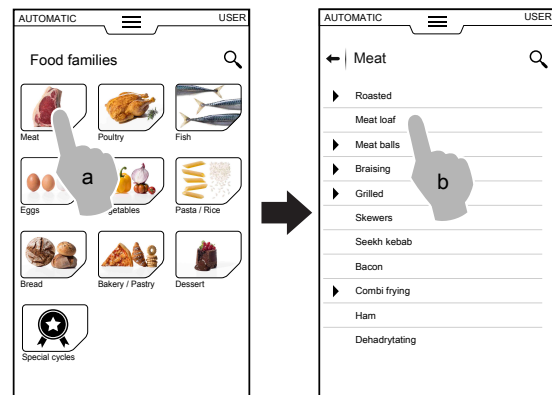 AUTOMATIC
USER
Food families
Meat
Poultry
Fish
a
Eggs
getables
Pasta / Rice
Bread
Bakery / Pastry
Dessert
Special cycles
AUTOMATIC
USER
Meat
Roasted
Meat loaf
Meat balls
Braising
b
Grilled
Skewers
Seekh kebab
Bacon
Combi frying
Ham
Dehadrytating